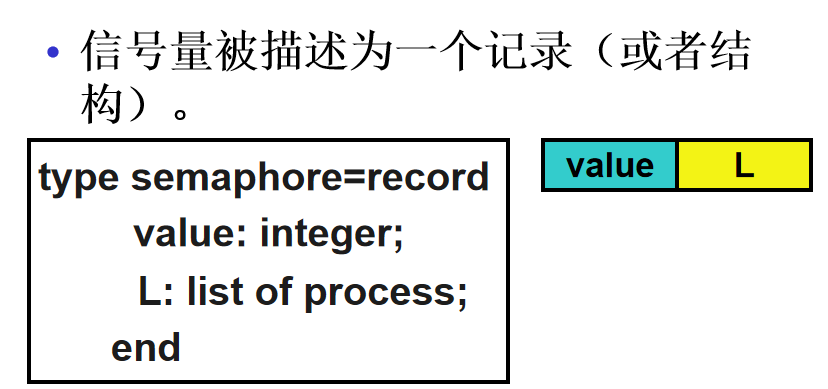 • 信号量被描述为一个记录（或者结
构）。
type semaphore=record
value: integer;
L: list of process;
end
value L